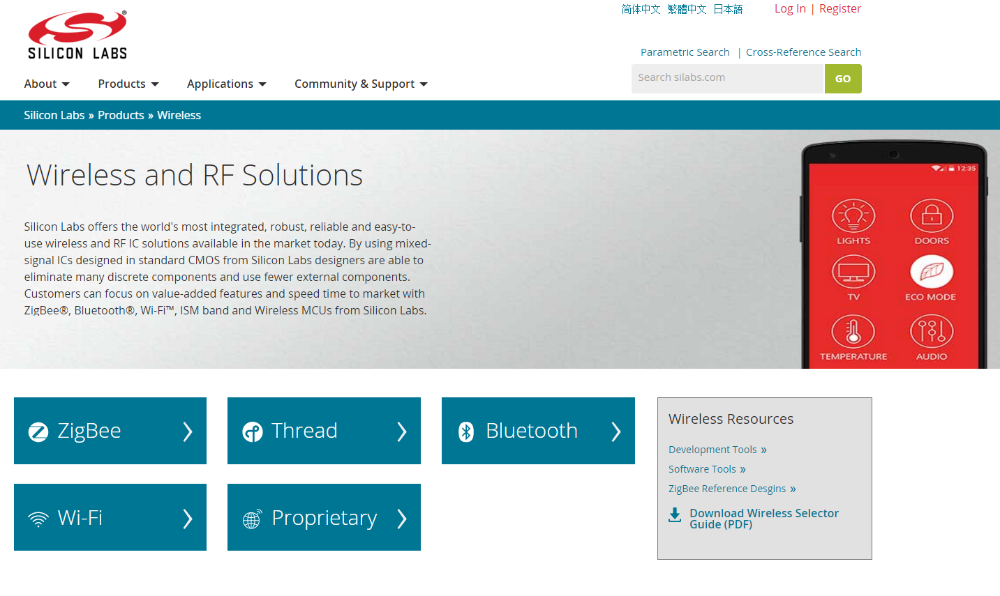 简体中文 繁體中文 日本語 Log In | Register
SILICON LABS®
Parametric Search | Cross-Reference Search
Search silabs.com GO
About Products Applications Community & Support
Silicon Labs » Products » Wireless
Wireless and RF Solutions
Silicon Labs offers the world's most integrated, robust, reliable and easy-to-
use wireless and RF IC solutions available in the market today. By using mixed-
signal ICs designed in standard CMOS from Silicon Labs designers are able to
eliminate many discrete components and use fewer external components.
Customers can focus on value-added features and speed time to market with
ZigBee®, Bluetooth®, Wi-Fi™, ISM band and Wireless MCUs from Silicon Labs.
12:35
LIGHTS DOORS
TV ECO MODE
TEMPERATURE AUDIO
ZigBee Thread Bluetooth
Wi-Fi Proprietary
Wireless Resources
Development Tools »
Software Tools »
ZigBee Reference Desgins »
Download Wireless Selector
Guide (PDF)